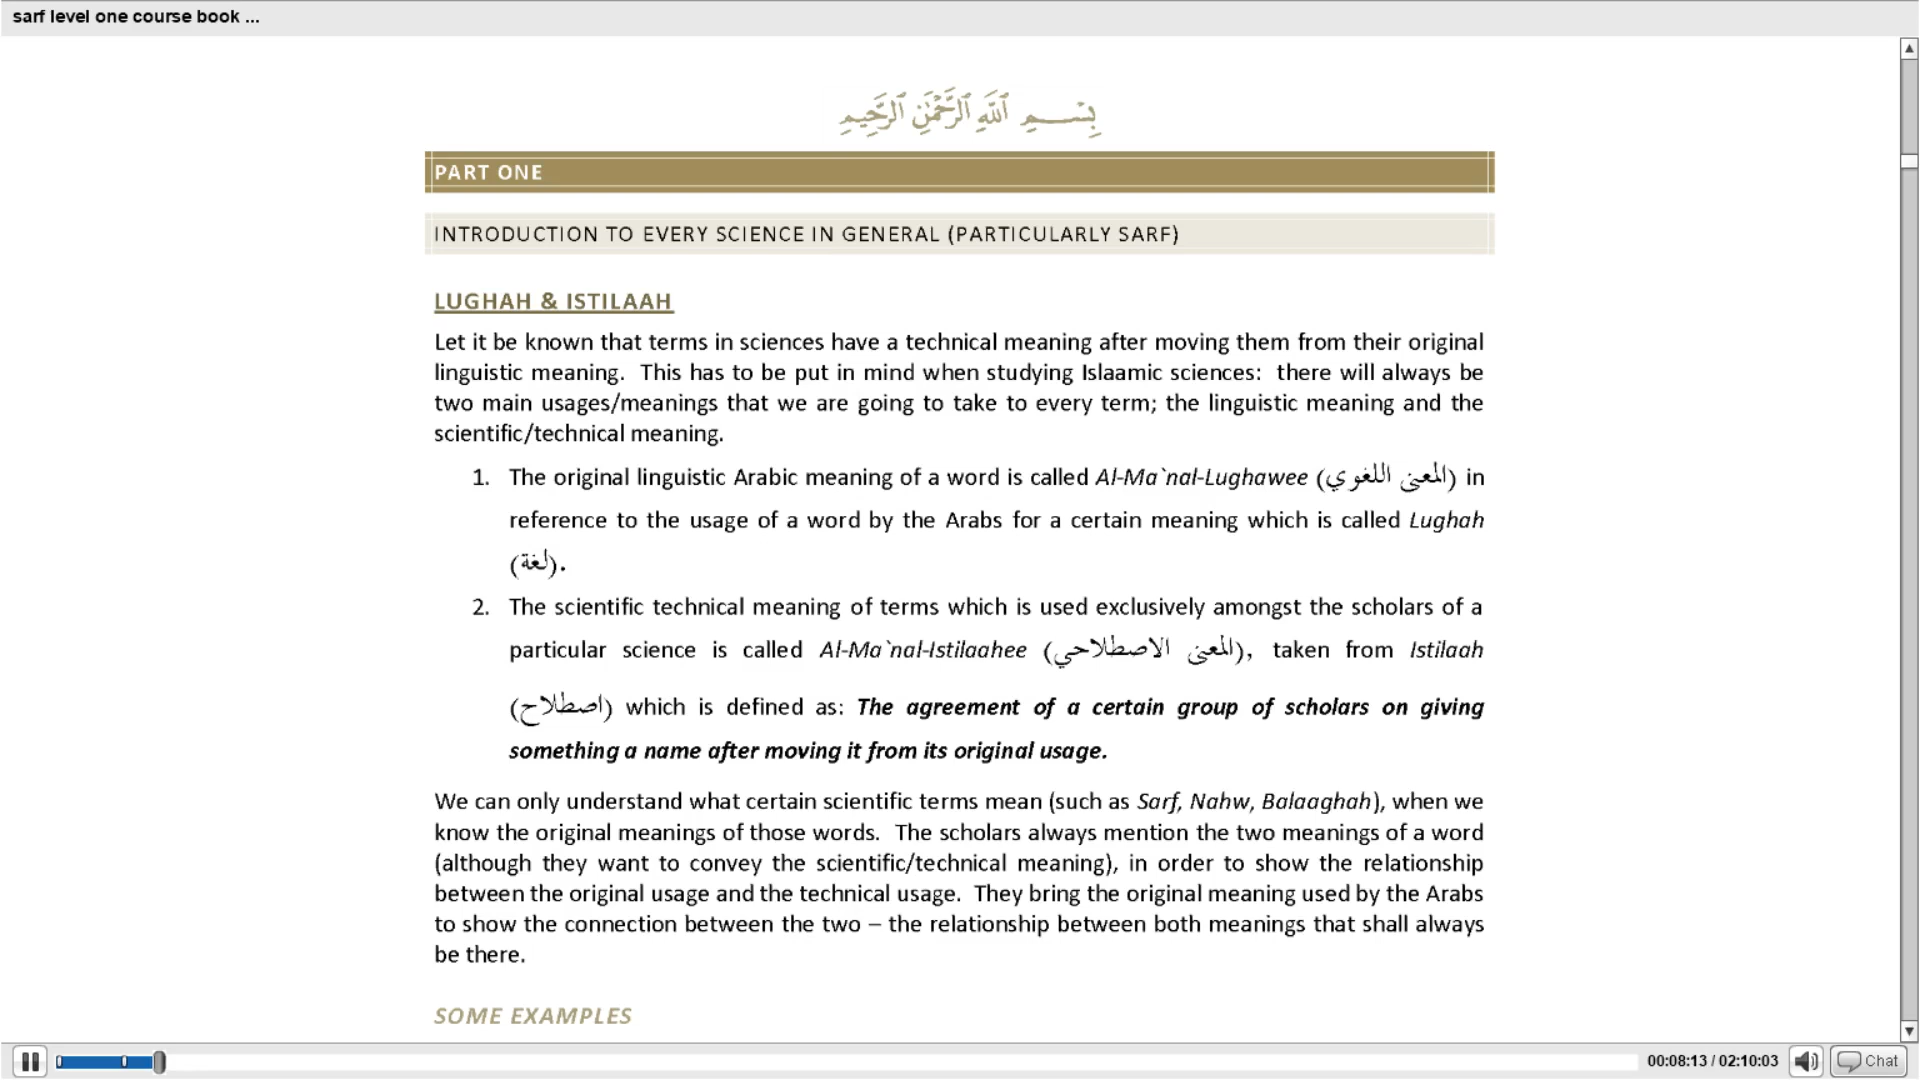 sarf level one course book ...
بِسْمِ ٱللَّهِ ٱلرَّحْمَٰنِ ٱلرَّحِيمِ
PART ONE
INTRODUCTION TO EVERY SCIENCE IN GENERAL (PARTICULARLY SARF)
LUGHAH & ISTILAAH
Let it be known that terms in sciences have a technical meaning after moving them from their original
linguistic meaning. This has to be put in mind when studying Islaamic sciences: there will always be
two main usages/meanings that we are going to take to every term; the linguistic meaning and the
scientific/technical meaning.
1. The original linguistic Arabic meaning of a word is called Al-Ma`nal-Lughawee (المعنى اللغوي) in
reference to the usage of a word by the Arabs for a certain meaning which is called Lughah
(لغة).
2. The scientific technical meaning of terms which is used exclusively amongst the scholars of a
particular science is called Al-Ma`nal-Istilaahee (المعنى الاصطلاحي), taken from Istilaah
(اصطلاح) which is defined as: The agreement of a certain group of scholars on giving
something a name after moving it from its original usage.
We can only understand what certain scientific terms mean (such as Sarf, Nahw, Balaaghah), when we
know the original meanings of those words. The scholars always mention the two meanings of a word
(although they want to convey the scientific/technical meaning), in order to show the relationship
between the original usage and the technical usage. They bring the original meaning used by the Arabs
to show the connection between the two – the relationship between both meanings that shall always
be there.
SOME EXAMPLES
00:08:13 / 02:10:03 Chat